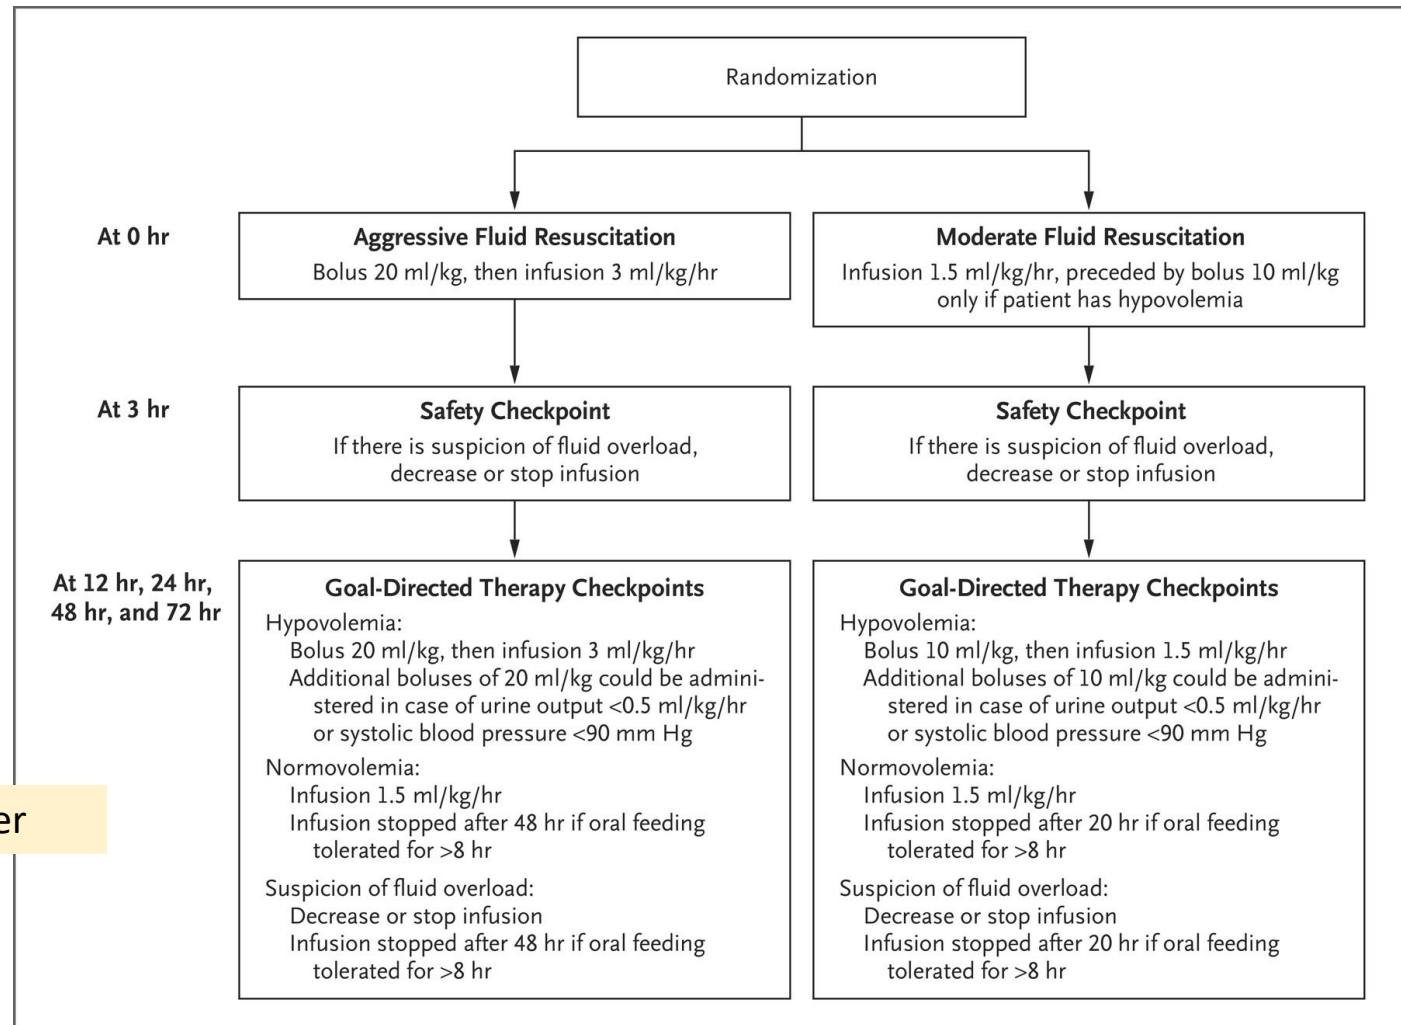 Randomization
At 0 hr
Aggressive Fluid Resuscitation
Bolus 20 ml/kg, then infusion 3 ml/kg/hr
Moderate Fluid Resuscitation
Infusion 1.5 ml/kg/hr, preceded by bolus 10 ml/kg
only if patient has hypovolemia
At 3 hr
Safety Checkpoint
If there is suspicion of fluid overload,
decrease or stop infusion
Safety Checkpoint
If there is suspicion of fluid overload,
decrease or stop infusion
At 12 hr, 24 hr,
48 hr, and 72 hr
Goal-Directed Therapy Checkpoints
Hypovolemia:
Bolus 20 ml/kg, then infusion 3 ml/kg/hr
Additional boluses of 20 ml/kg could be admini-
stered in case of urine output <0.5 ml/kg/hr
or systolic blood pressure <90 mm Hg
Normovolemia:
Infusion 1.5 ml/kg/hr
Infusion stopped after 48 hr if oral feeding
tolerated for >8 hr
Suspicion of fluid overload:
Decrease or stop infusion
Infusion stopped after 48 hr if oral feeding
tolerated for >8 hr
Goal-Directed Therapy Checkpoints
Hypovolemia:
Bolus 10 ml/kg, then infusion 1.5 ml/kg/hr
Additional boluses of 10 ml/kg could be admini-
stered in case of urine output <0.5 ml/kg/hr
or systolic blood pressure <90 mm Hg
Normovolemia:
Infusion 1.5 ml/kg/hr
Infusion stopped after 20 hr if oral feeding
tolerated for >8 hr
Suspicion of fluid overload:
Decrease or stop infusion
Infusion stopped after 20 hr if oral feeding
tolerated for >8 hr
er